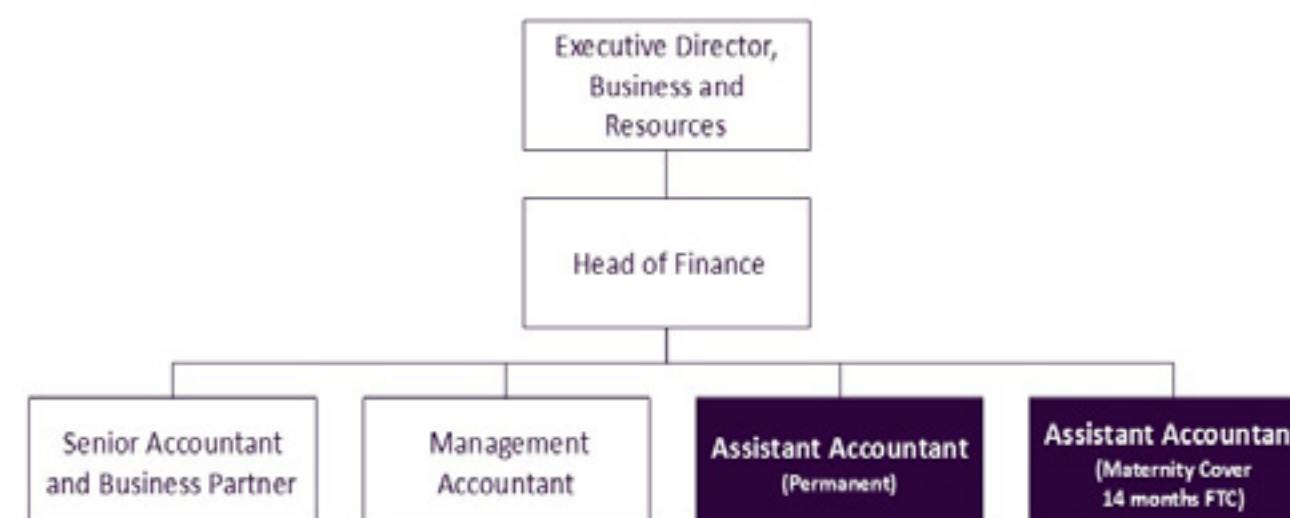 Executive Director,
Business and
Resources
Head of Finance
Senior Accountant
and Business Partner
Management
Accountant
Assistant Accountant
(Permanent)
Assistant Accountan
(Maternity Cover
14 months FTC)